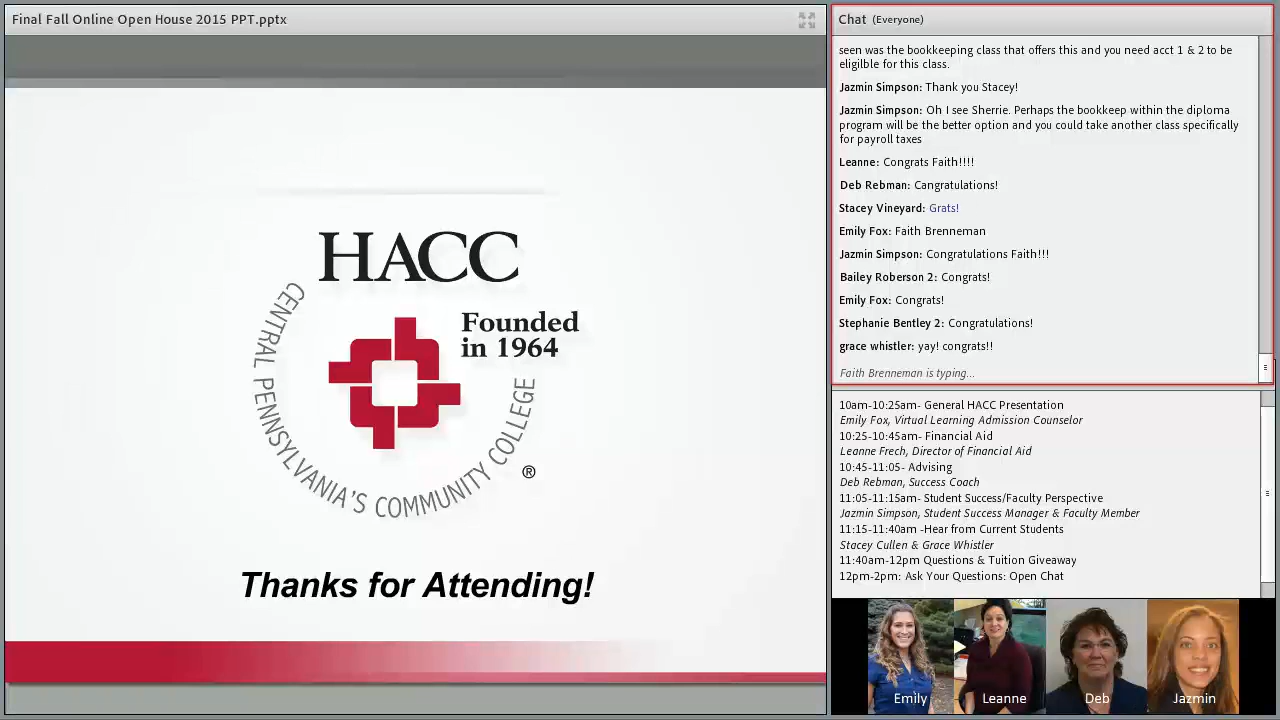 Final Fall Online Open House 2015 PPT.pptx
HACC
Founded
in 1964
CENTRAL PENNSYLVANIA'S COMMUNITY COLLEGE
®
Thanks for Attending!
Chat (Everyone)
seen was the bookkeeping class that offers this and you need acct 1 & 2 to be
eligilble for this class.
Jazmin Simpson: Thank you Stacey!
Jazmin Simpson: Oh I see Sherrie. Perhaps the bookkeep within the diploma
program will be the better option and you could take another class specifically
for payroll taxes
Leanne: Congrats Faith!!!!
Deb Rebman: Cangratulations!
Stacey Vineyard: Grats!
Emily Fox: Faith Brenneman
Jazmin Simpson: Congratulations Faith!!!
Bailey Roberson 2: Congrats!
Emily Fox: Congrats!
Stephanie Bentley 2: Congratulations!
grace whistler: yay! congrats!!
Faith Brenneman is typing...
10am-10:25am- General HACC Presentation
Emily Fox, Virtual Learning Admission Counselor
10:25-10:45am- Financial Aid
Leanne Frech, Director of Financial Aid
10:45-11:05- Advising
Deb Rebman, Success Coach
11:05-11:15am- Student Success/Faculty Perspective
Jazmin Simpson, Student Success Manager & Faculty Member
11:15-11:40am -Hear from Current Students
Stacey Cullen & Grace Whistler
11:40am-12pm Questions & Tuition Giveaway
12pm-2pm: Ask Your Questions: Open Chat
Emily
Leanne
Deb
Jazmin